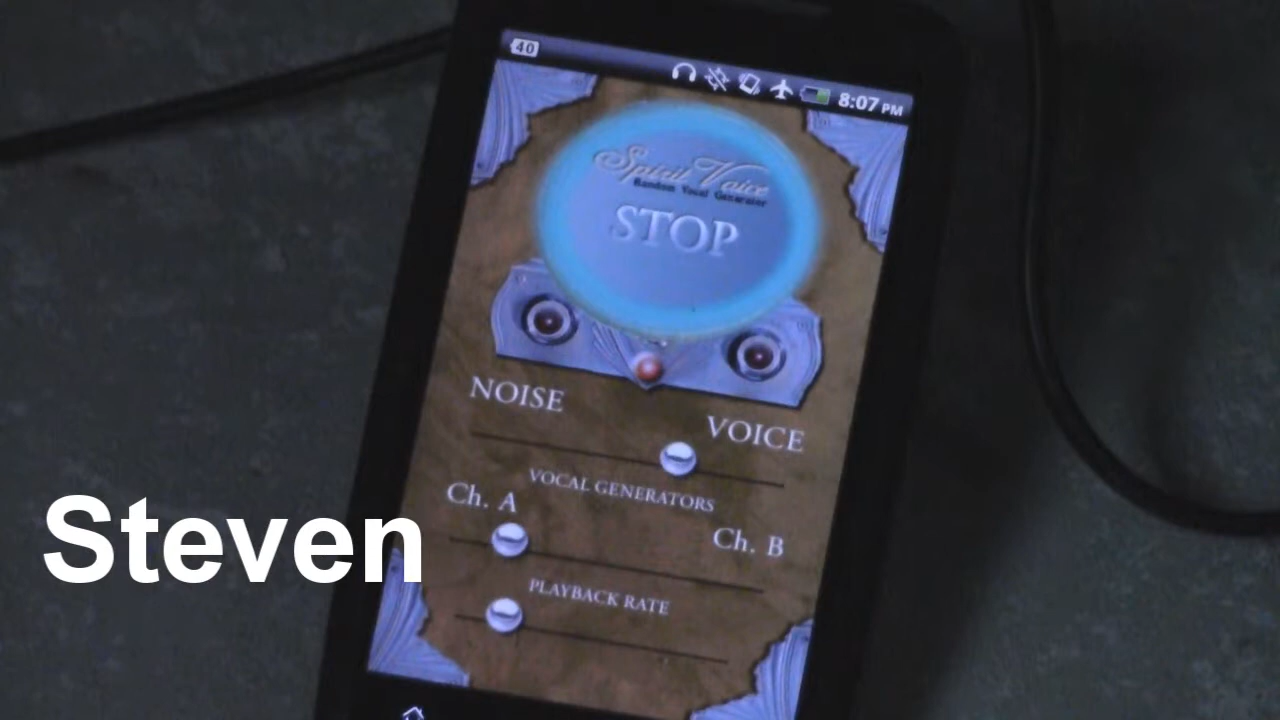 40
8:07 PM
Spirit Voice
Random Vocal Generator
STOP
NOISE
VOICE
VOCAL GENERATORS
Ch. A
Ch. B
Steven
PLAYBACK RATE